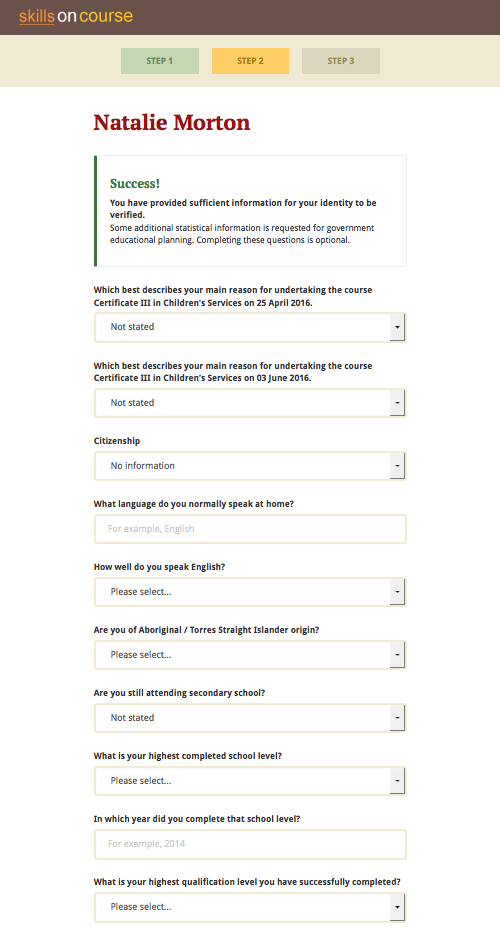 skillsoncourse
STEP 1 STEP 2 STEP 3
Natalie Morton
Success!
You have provided sufficient information for your identity to be
verified.
Some additional statistical information is requested for government
educational planning. Completing these questions is optional.
Which best describes your main reason for undertaking the course
Certificate III in Children's Services on 25 April 2016.
Not stated
Which best describes your main reason for undertaking the course
Certificate III in Children's Services on 03 June 2016.
Not stated
Citizenship
No information
What language do you normally speak at home?
For example, English
How well do you speak English?
Please select...
Are you of Aboriginal / Torres Straight Islander origin?
Please select...
Are you still attending secondary school?
Not stated
What is your highest completed school level?
Please select...
In which year did you complete that school level?
For example, 2014
What is your highest qualification level you have successfully completed?
Please select...